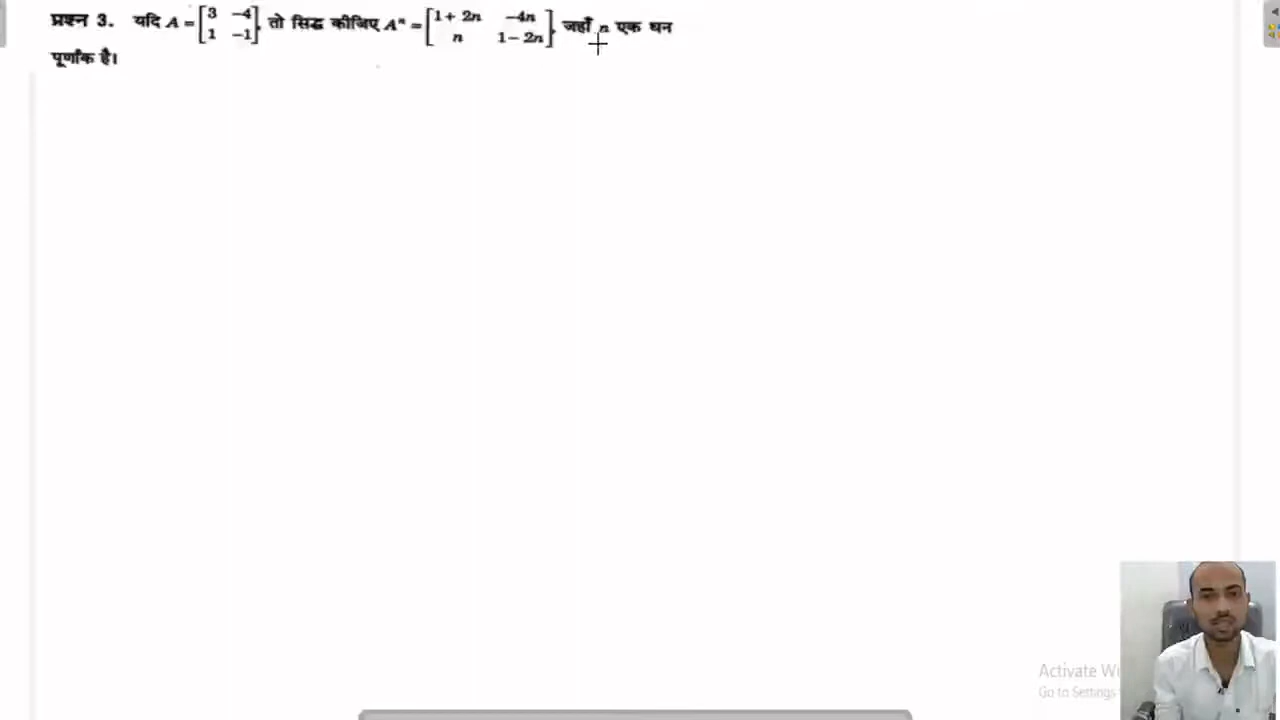 प्रश्न 3. यदि A = [3 -4 1 -1], तो सिद्ध कीजिए Aⁿ = [1+2n -4n n 1-2n], जहाँ n एक धन
पूर्णांक है।
Activate Wi
Go to Settings